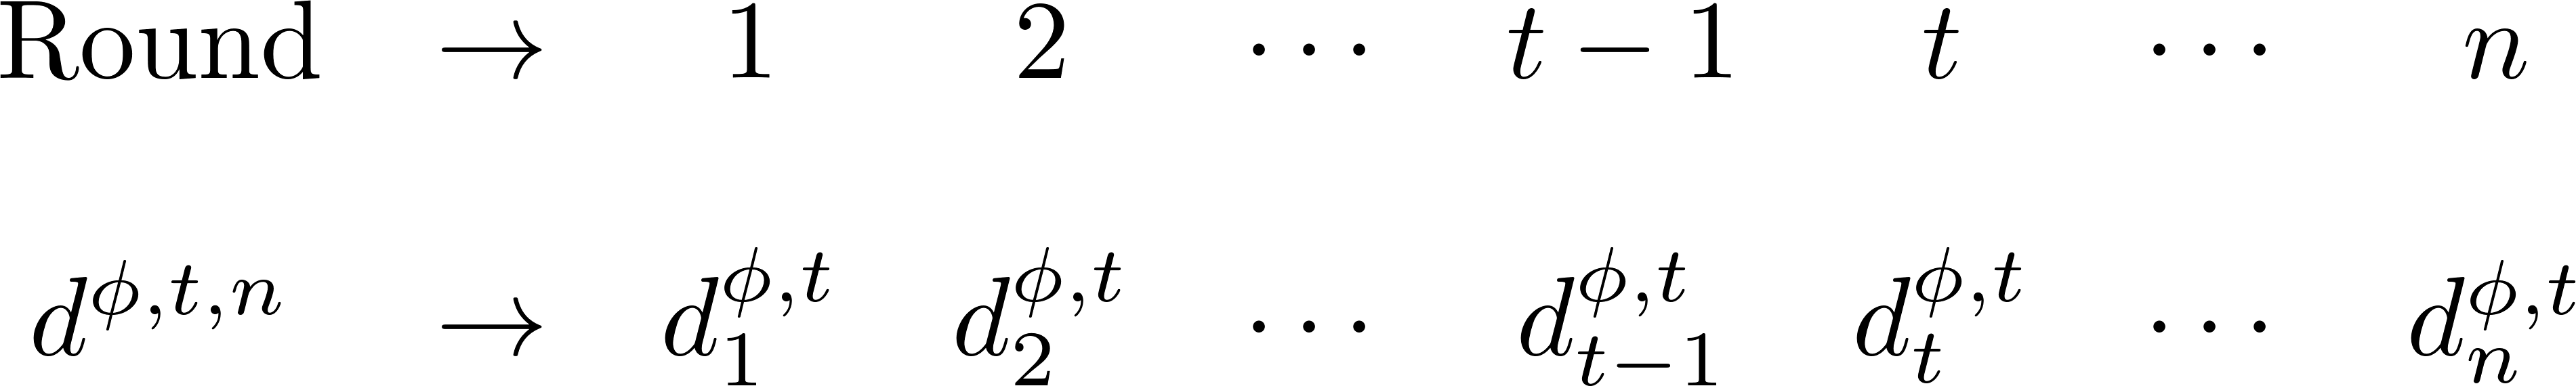 Round → 1 2 ··· t − 1 t ··· n
d^{ϕ,t,n} → d_1^{ϕ,t} d_2^{ϕ,t} ··· d_{t−1}^{ϕ,t} d_t^{ϕ,t} ··· d_n^{ϕ,t}